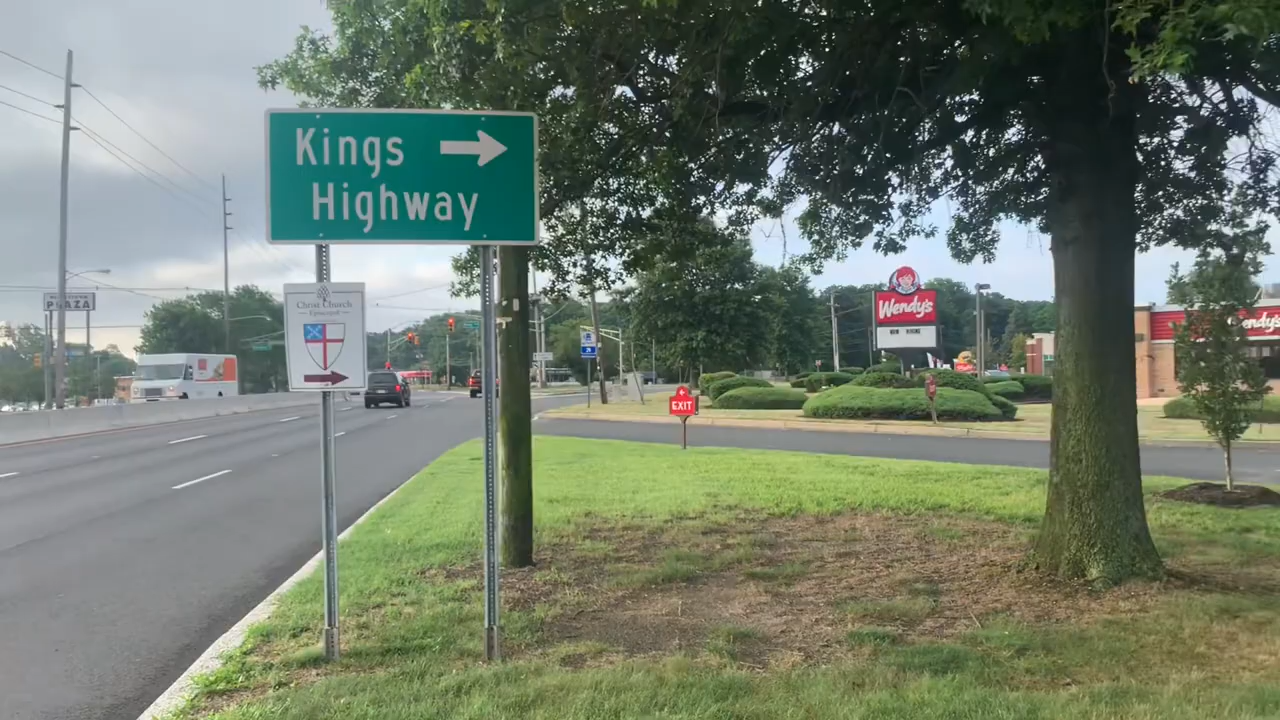 Kings
Highway
Christ Church
Episcopal
PLAZA
EXIT
Wendy's
NOW HIRING
Wendy's